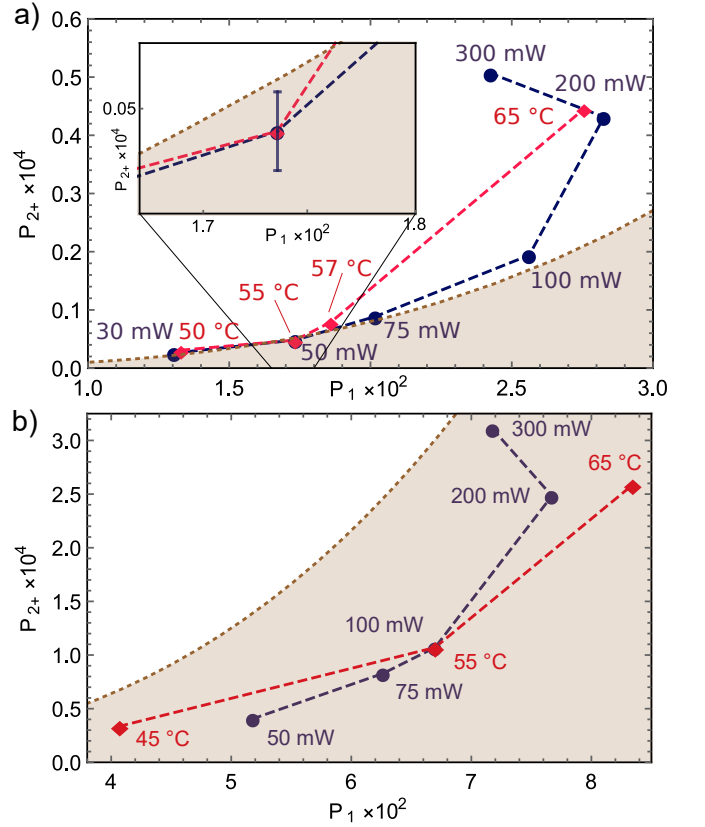 a)
P2+ ×10^4
0.6
0.5
0.4
0.3
0.2
0.1
0.0
300 mW
200 mW
65 °C
100 mW
57 °C
55 °C
75 mW
30 mW
50 °C
50 mW
0.05
P2+ ×10^4
1.7
1.8
P1 ×10^2
1.0
1.5
2.0
2.5
3.0
P1 ×10^2
b)
P2+ ×10^4
3.0
2.5
2.0
1.5
1.0
0.5
0.0
300 mW
65 °C
200 mW
100 mW
55 °C
75 mW
45 °C
50 mW
4
5
6
7
8
P1 ×10^2